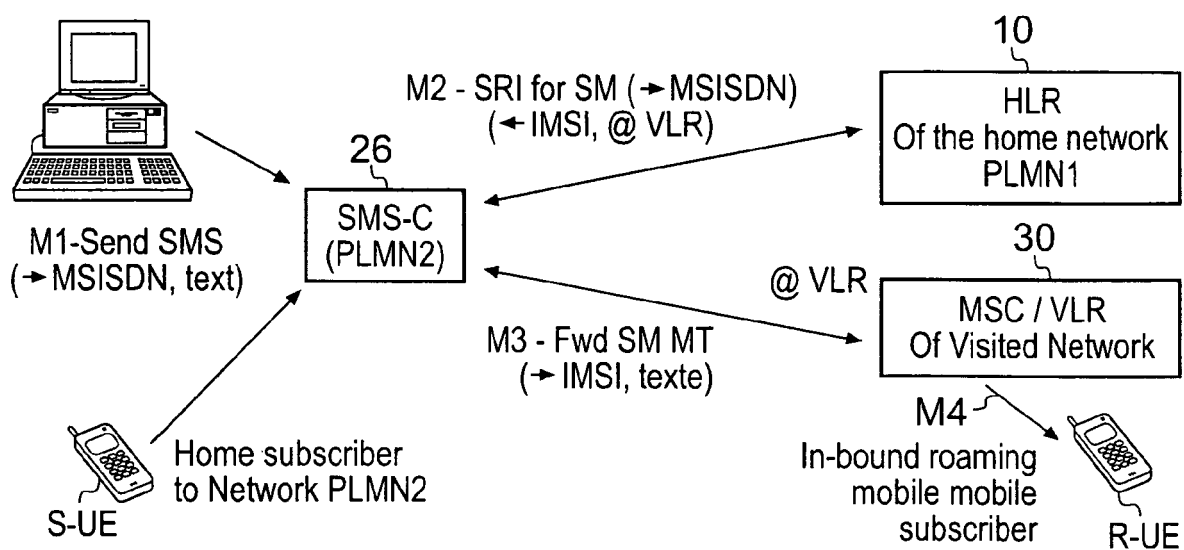 10
HLR
Of the home network
PLMN1
M2 - SRI for SM (→MSISDN)
(←IMSI, @ VLR)
26
SMS-C
(PLMN2)
M1-Send SMS
(→MSISDN, text)
30
@ VLR
MSC / VLR
Of Visited Network
M3 - Fwd SM MT
(→ IMSI, texte)
M4
Home subscriber
to Network PLMN2
S-UE
In-bound roaming
mobile mobile
subscriber
R-UE